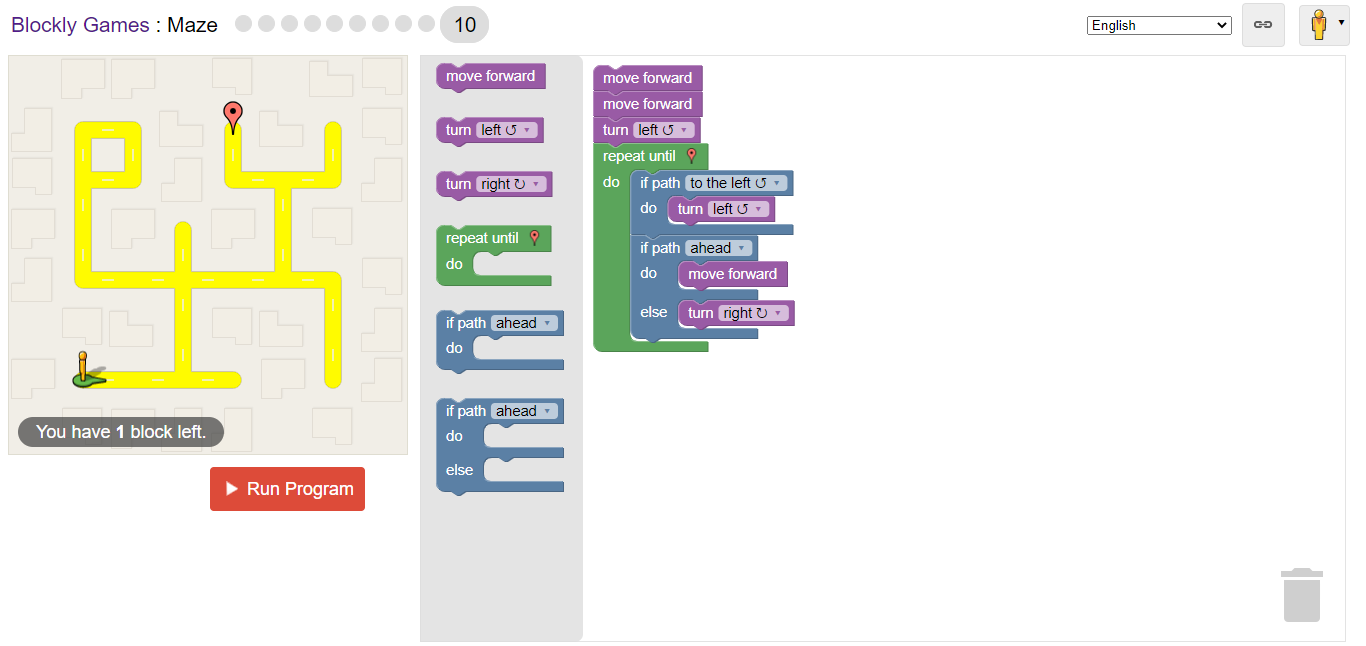 Blockly Games : Maze
10
English
You have 1 block left.
Run Program
move forward
turn left ↺
turn right ↻
repeat until
do
if path ahead
do
if path ahead
do
else
move forward
move forward
turn left ↺
repeat until
do
if path to the left ↺
do turn left ↺
if path ahead
do move forward
else turn right ↻